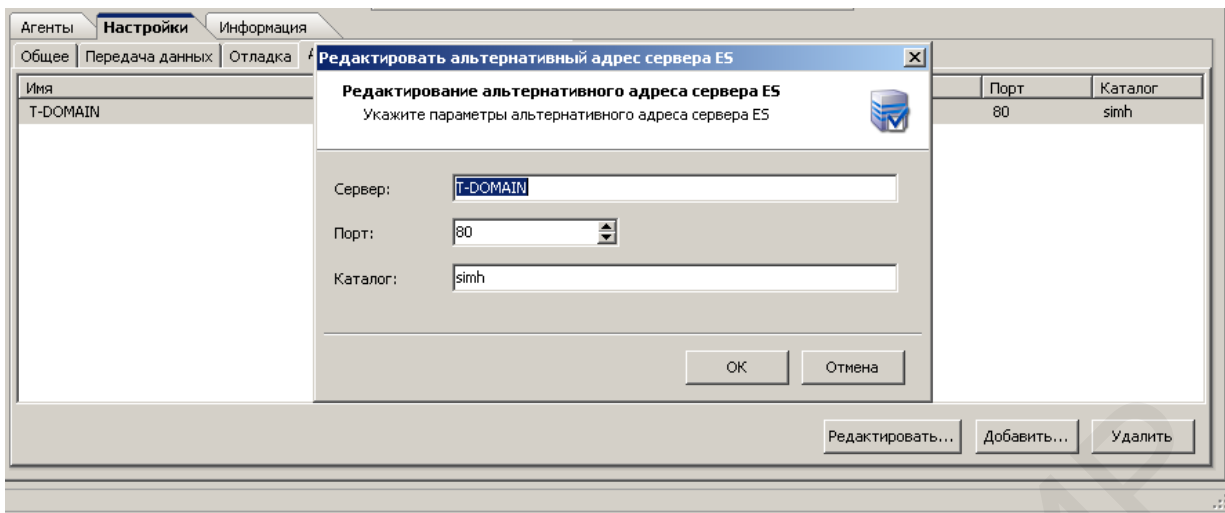 Агенты Настройки Информация
Общее Передача данных Отладка
Редактировать альтернативный адрес сервера ES
Имя Порт Каталог
T-DOMAIN 80 simh
Редактирование альтернативного адреса сервера ES
Укажите параметры альтернативного адреса сервера ES
Сервер: T-DOMAIN
Порт: 80
Каталог: simh
OK Отмена
Редактировать... Добавить... Удалить